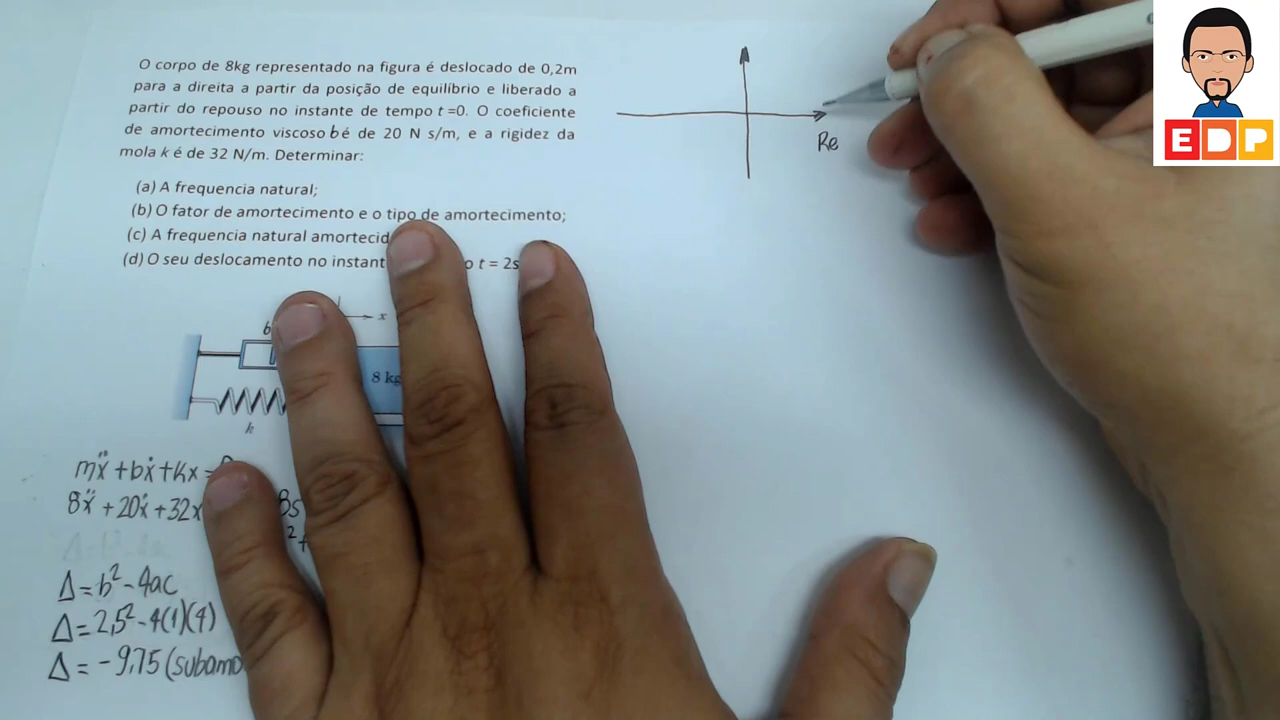 O corpo de 8kg representado na figura é deslocado de 0,2m
para a direita a partir da posição de equilíbrio e liberado a
partir do repouso no instante de tempo t =0. O coeficiente
de amortecimento viscoso b é de 20 N s/m, e a rigidez da
mola k é de 32 N/m. Determinar:
(a) A frequencia natural;
(b) O fator de amortecimento e o tipo de amortecimento;
(c) A frequencia natural
(d) O seu deslocamento no t = 2s
x
b
8 kg
k
mẍ + bẋ + kx =
8ẍ + 20ẋ + 32x
Δ = b² - 4ac
Δ = 2,5² - 4(1)(4)
Δ = -9,75
Re
EDP